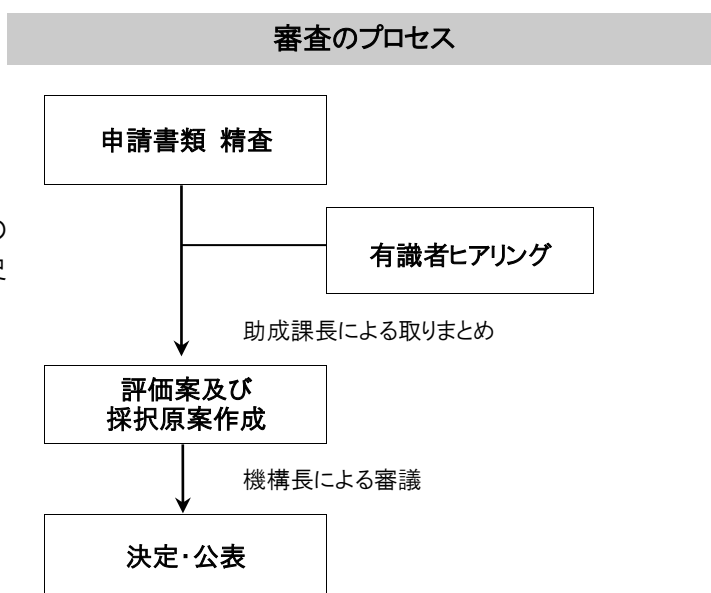 審査のプロセス
申請書類 精査
の
有識者ヒアリング
助成課長による取りまとめ
評価案及び
採択原案作成
機構長による審議
決定・公表